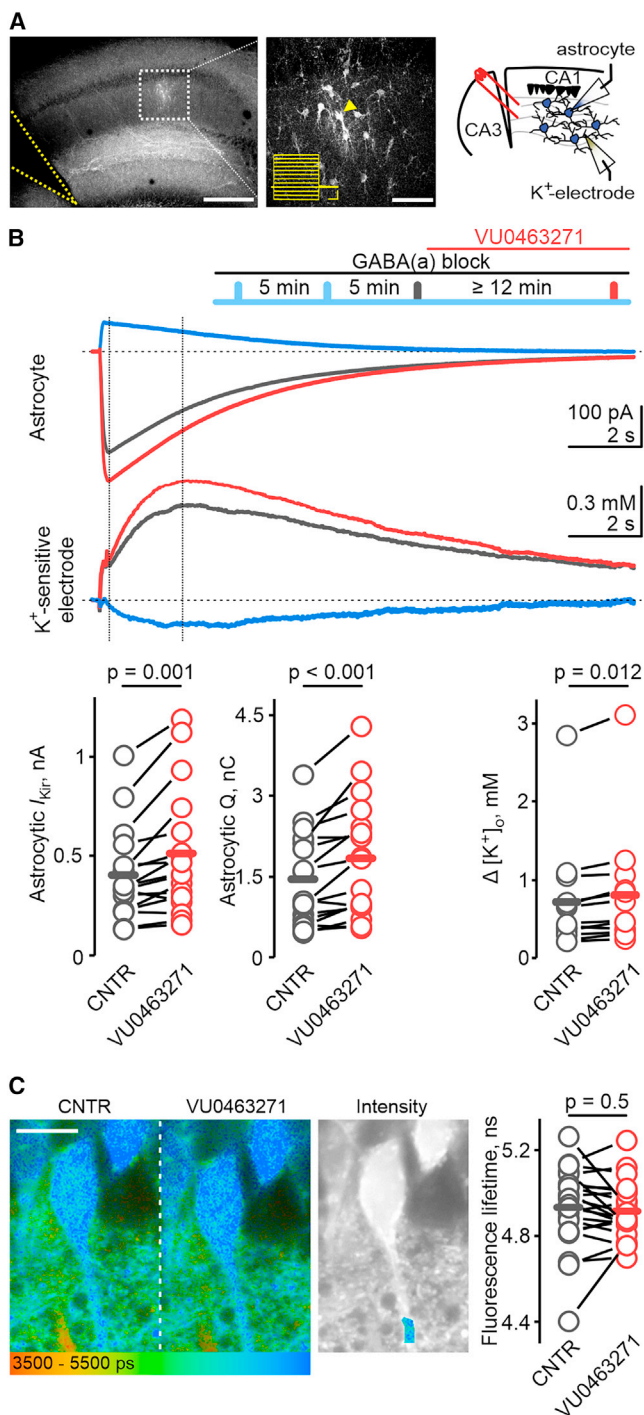 A
astrocyte
CA1
CA3
K⁺-electrode
B
VU0463271
GABA(a) block
5 min 5 min ≥ 12 min
Astrocyte
100 pA
2 s
0.3 mM
2 s
K⁺-sensitive
electrode
p = 0.001
p < 0.001
p = 0.012
Astrocytic I_Kir, nA
1
0.5
0
CNTR
VU0463271
Astrocytic Q, nC
4.5
3
1.5
0
CNTR
VU0463271
Δ [K⁺]ₒ, mM
3
2
1
0
CNTR
VU0463271
C
CNTR VU0463271 Intensity
3500 - 5500 ps
p = 0.5
Fluorescence lifetime, ns
5.2
4.8
4.4
CNTR
VU0463271